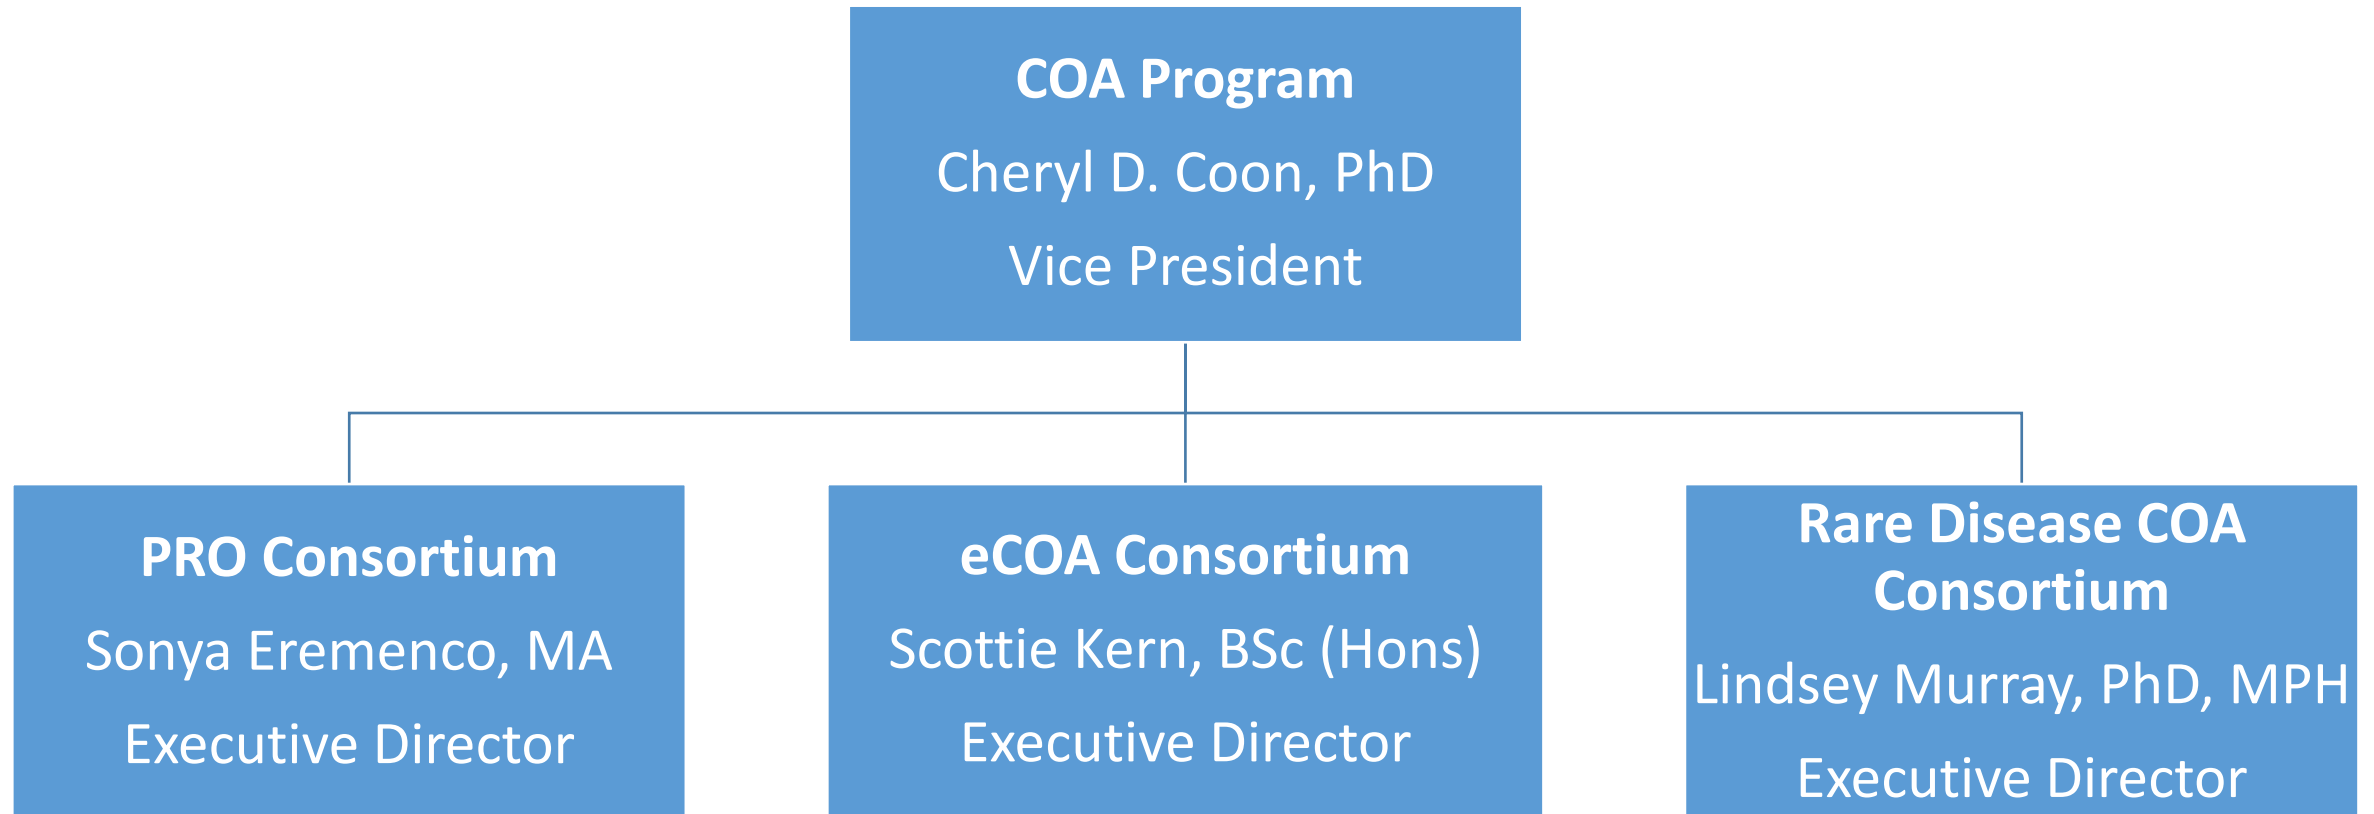 COA Program
Cheryl D. Coon, PhD
Vice President
PRO Consortium
Sonya Eremenco, MA
Executive Director
eCOA Consortium
Scottie Kern, BSc (Hons)
Executive Director
Rare Disease COA
Consortium
Lindsey Murray, PhD, MPH
Executive Director